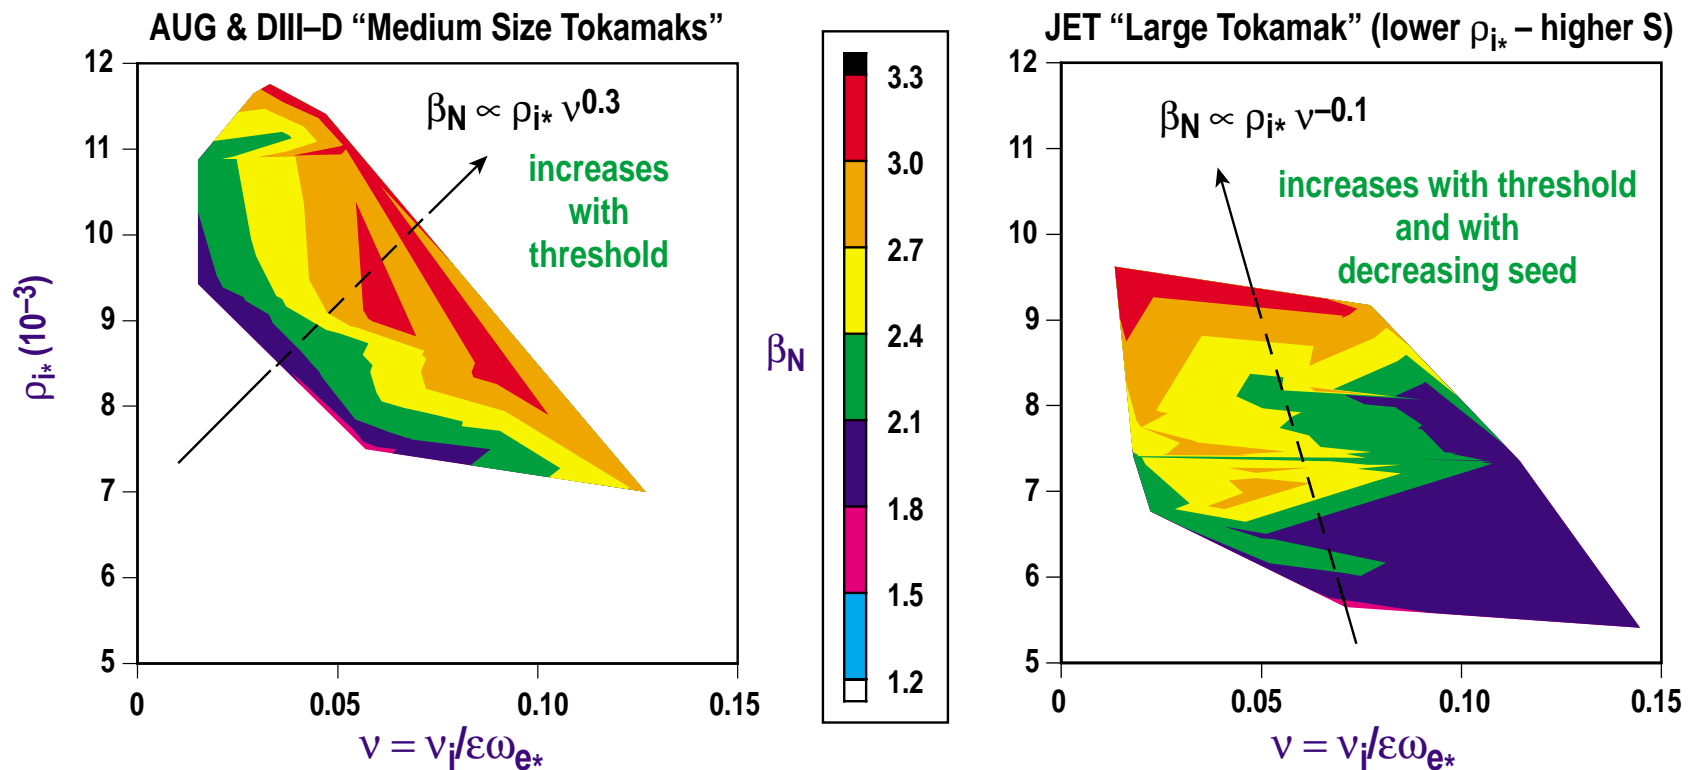 AUG & DIII–D “Medium Size Tokamaks”
12
11
10
9
8
7
6
5
ρi* (10–3)
βN ∝ ρi* ν0.3
increases
with
threshold
0
0.05
0.10
0.15
ν = νi/εωe*
βN
3.3
3.0
2.7
2.4
2.1
1.8
1.5
1.2
JET “Large Tokamak” (lower ρi* – higher S)
12
11
10
9
8
7
6
5
βN ∝ ρi* ν–0.1
increases with threshold
and with
decreasing seed
0
0.05
0.10
0.15
ν = νi/εωe*